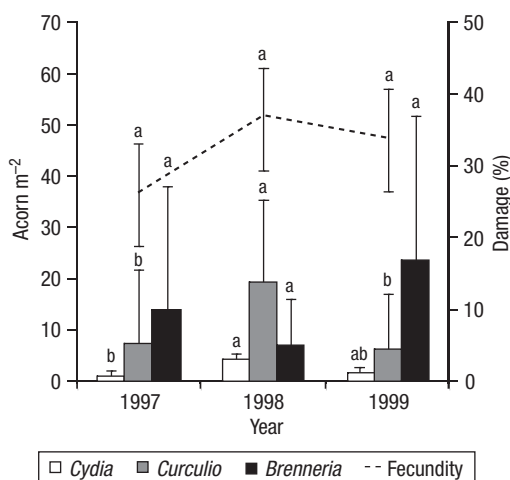 70
60
50
40
30
20
10
0
Acorn m⁻²
50
40
30
20
10
0
Damage (%)
a
a
b
b
a
a
a
a
a
a
b
ab
1997
1998
1999
Year
Cydia Curculio Brenneria Fecundity